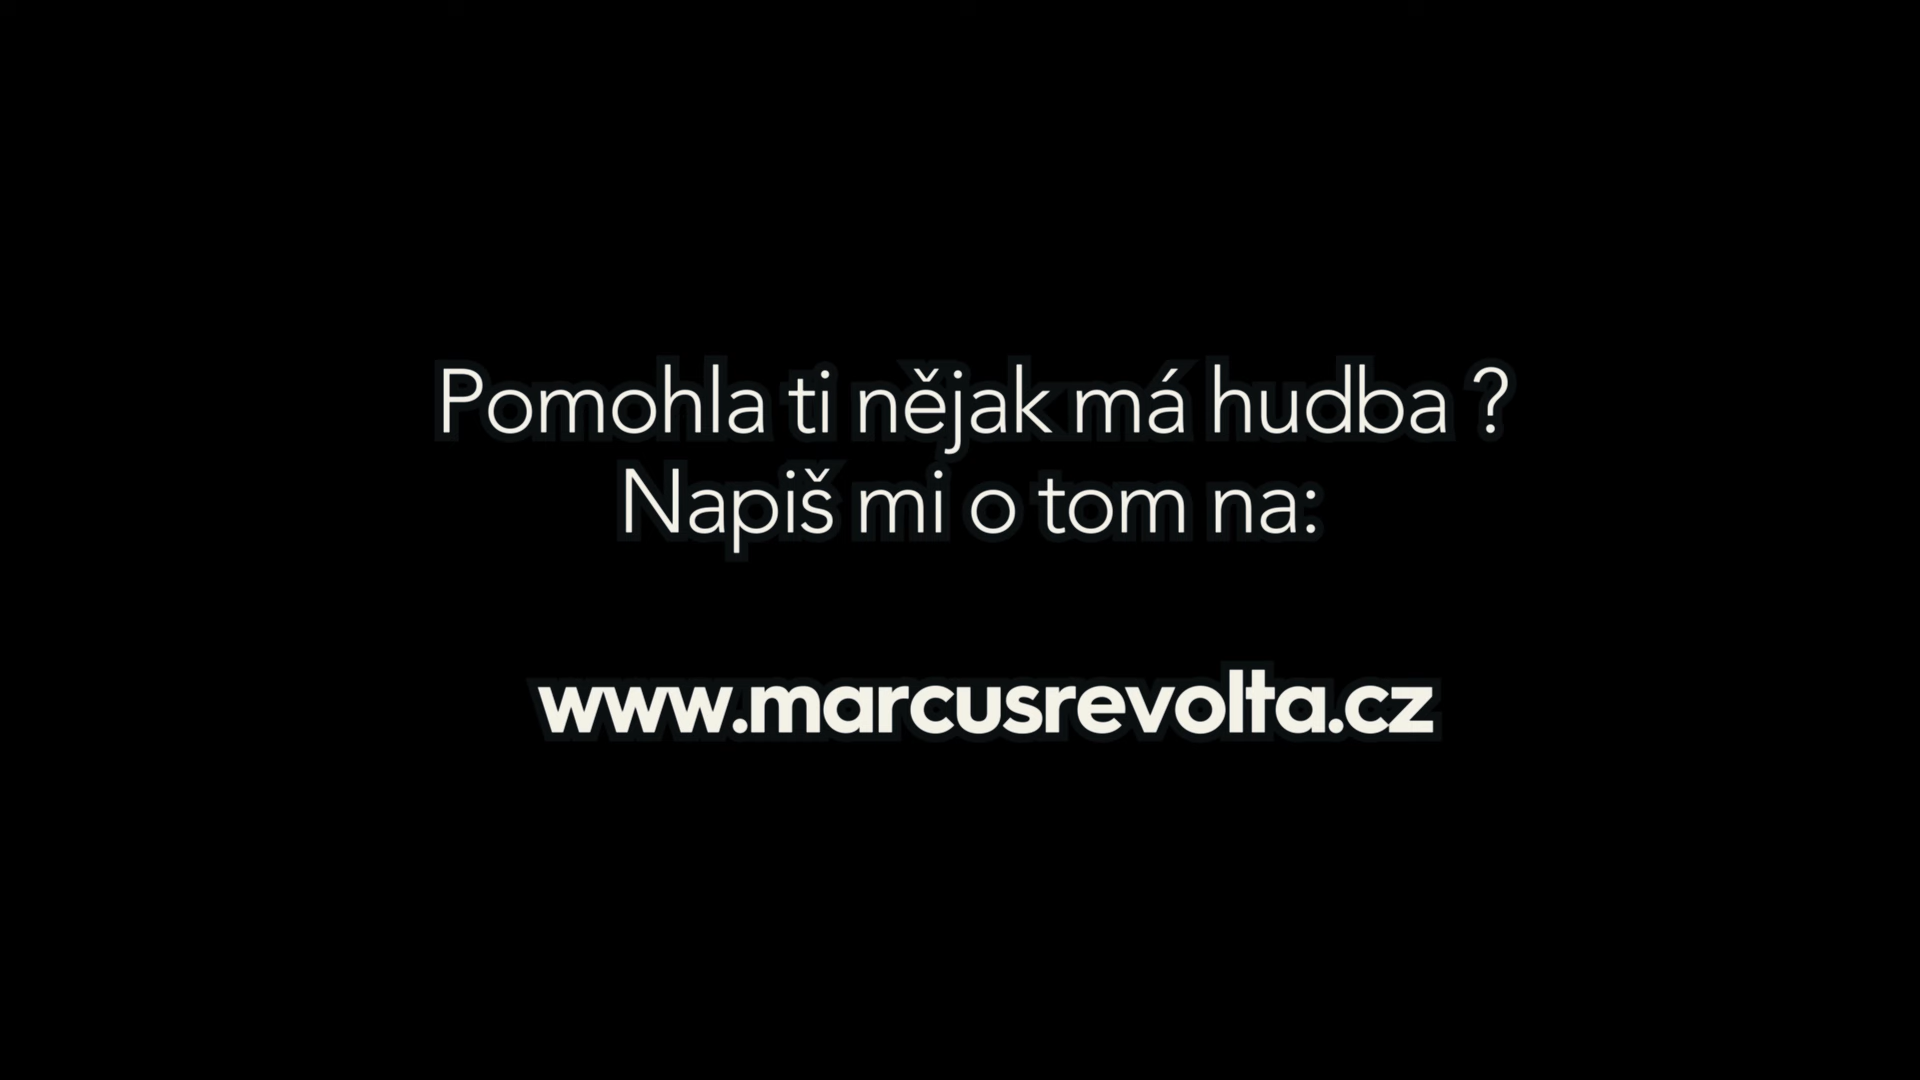 Pomohla ti nějak má hudba ?
Napiš mi o tom na:
www.marcusrevolta.cz